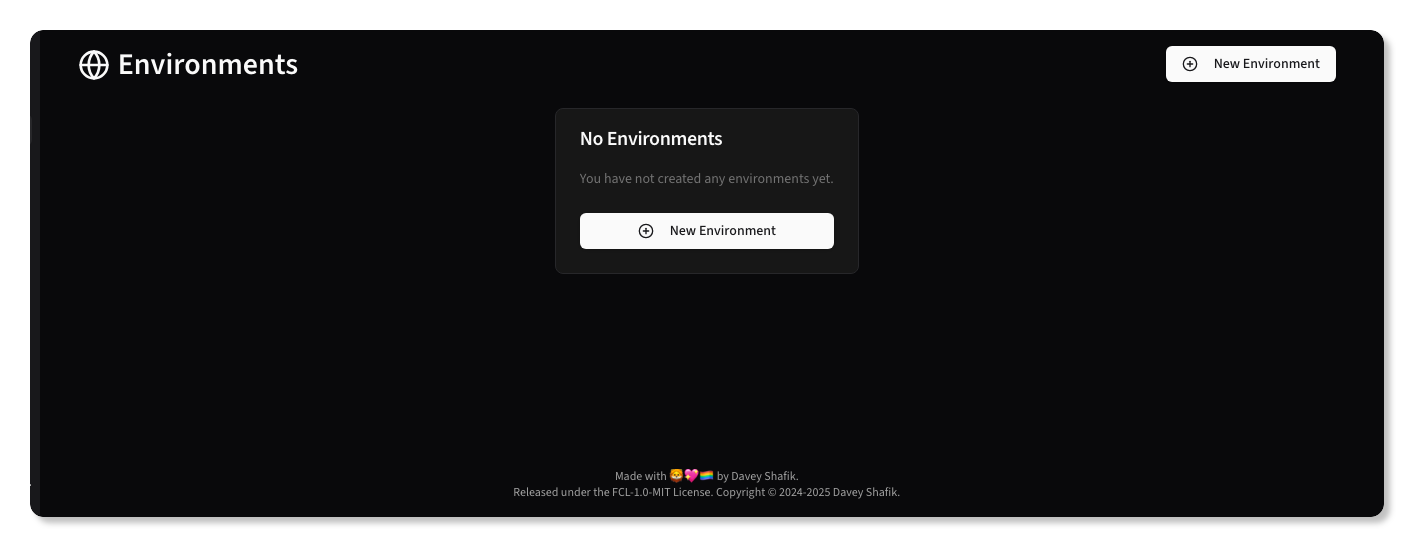 Environments
New Environment
No Environments
You have not created any environments yet.
New Environment
Made with 🦁💖🏳️‍🌈 by Davey Shafik.
Released under the FCL-1.0-MIT License. Copyright © 2024-2025 Davey Shafik.